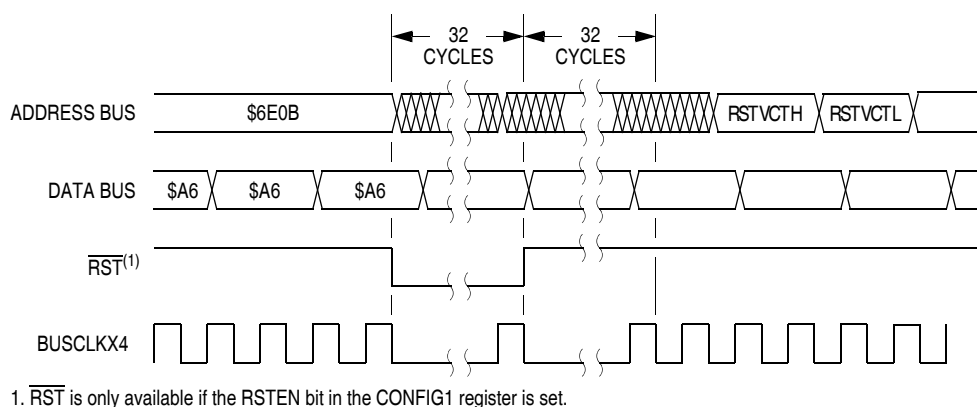 32 CYCLES
32 CYCLES
ADDRESS BUS
$6E0B
RSTVCTH
RSTVCTL
DATA BUS
$A6
$A6
$A6
RST(1)
BUSCLKX4
1. RST is only available if the RSTEN bit in the CONFIG1 register is set.